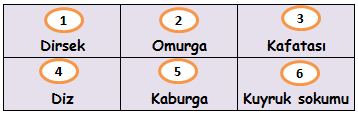 1 2 3
Dirsek Omurga Kafatası
4 5 6
Diz Kaburga Kuyruk sokumu